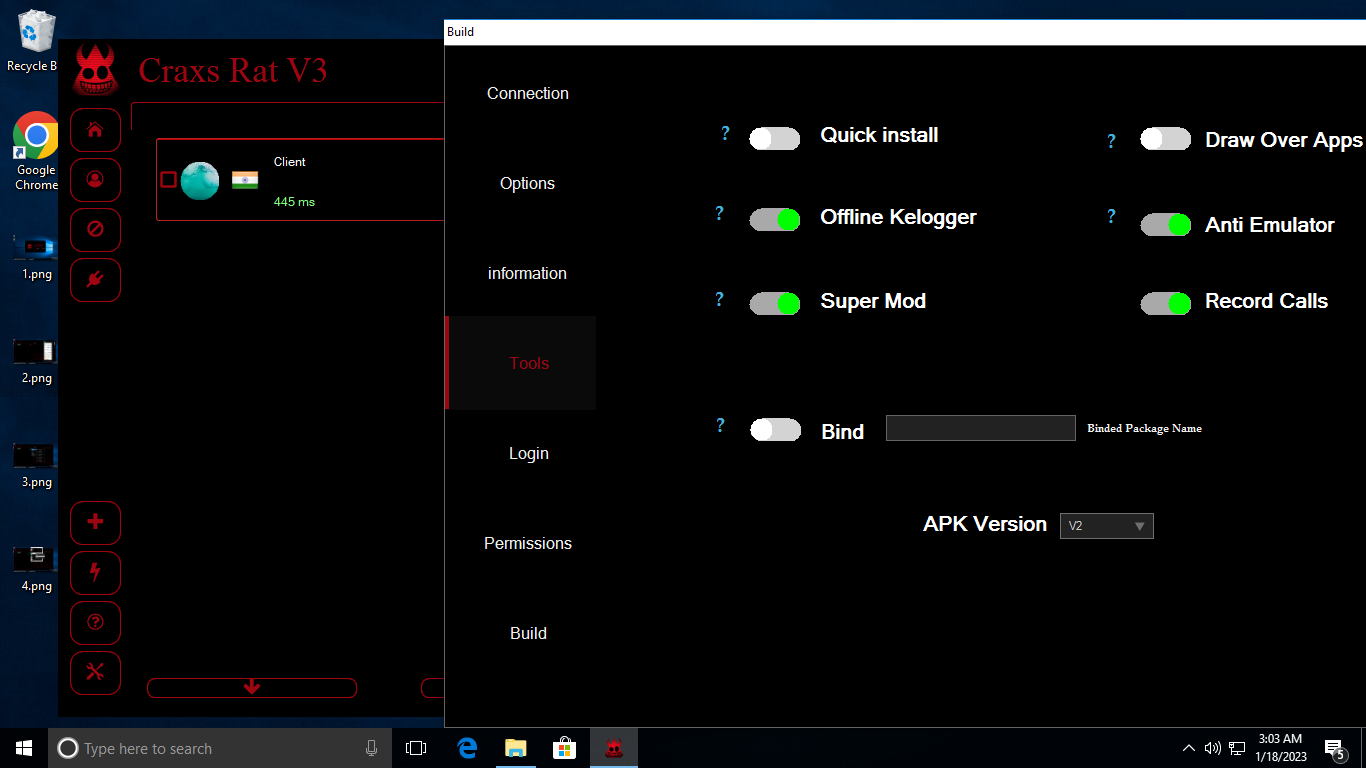 Build
Recycle B
Craxs Rat V3
Connection
? Quick install
? Draw Over Apps
Google
Chrome
Client
445 ms
Options
? Offline Kelogger
? Anti Emulator
1.png
information
? Super Mod
Record Calls
2.png
Tools
? Bind
Binded Package Name
3.png
Login
APK Version
V2
4.png
Permissions
Build
Type here to search
3:03 AM
1/18/2023
5